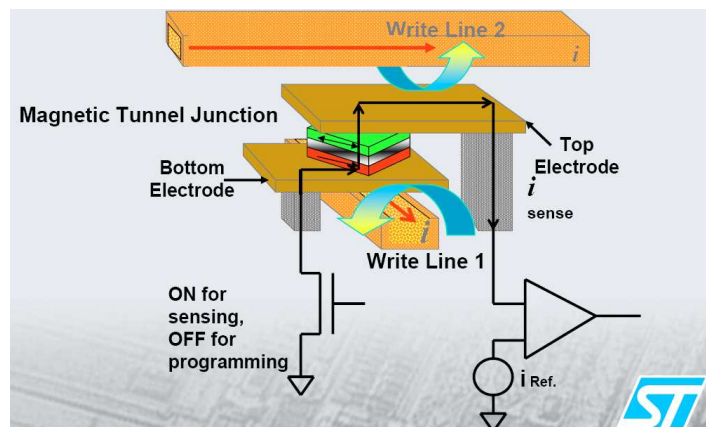 Write Line 2
i
Magnetic Tunnel Junction
Top
Electrode
Bottom
Electrode
i
sense
i
Write Line 1
ON for
sensing,
OFF for
programming
i Ref.
ST